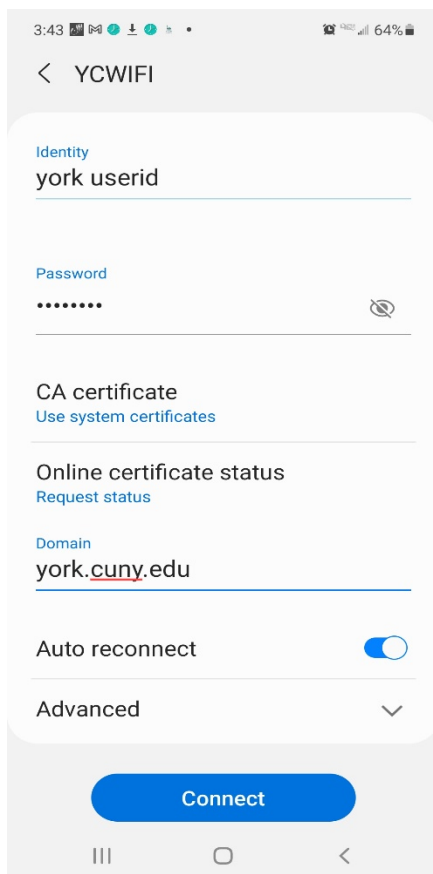 3:43 64%
YCWIFI
Identity
york userid
Password
••••••••
CA certificate
Use system certificates
Online certificate status
Request status
Domain
york.cuny.edu
Auto reconnect
Advanced
Connect